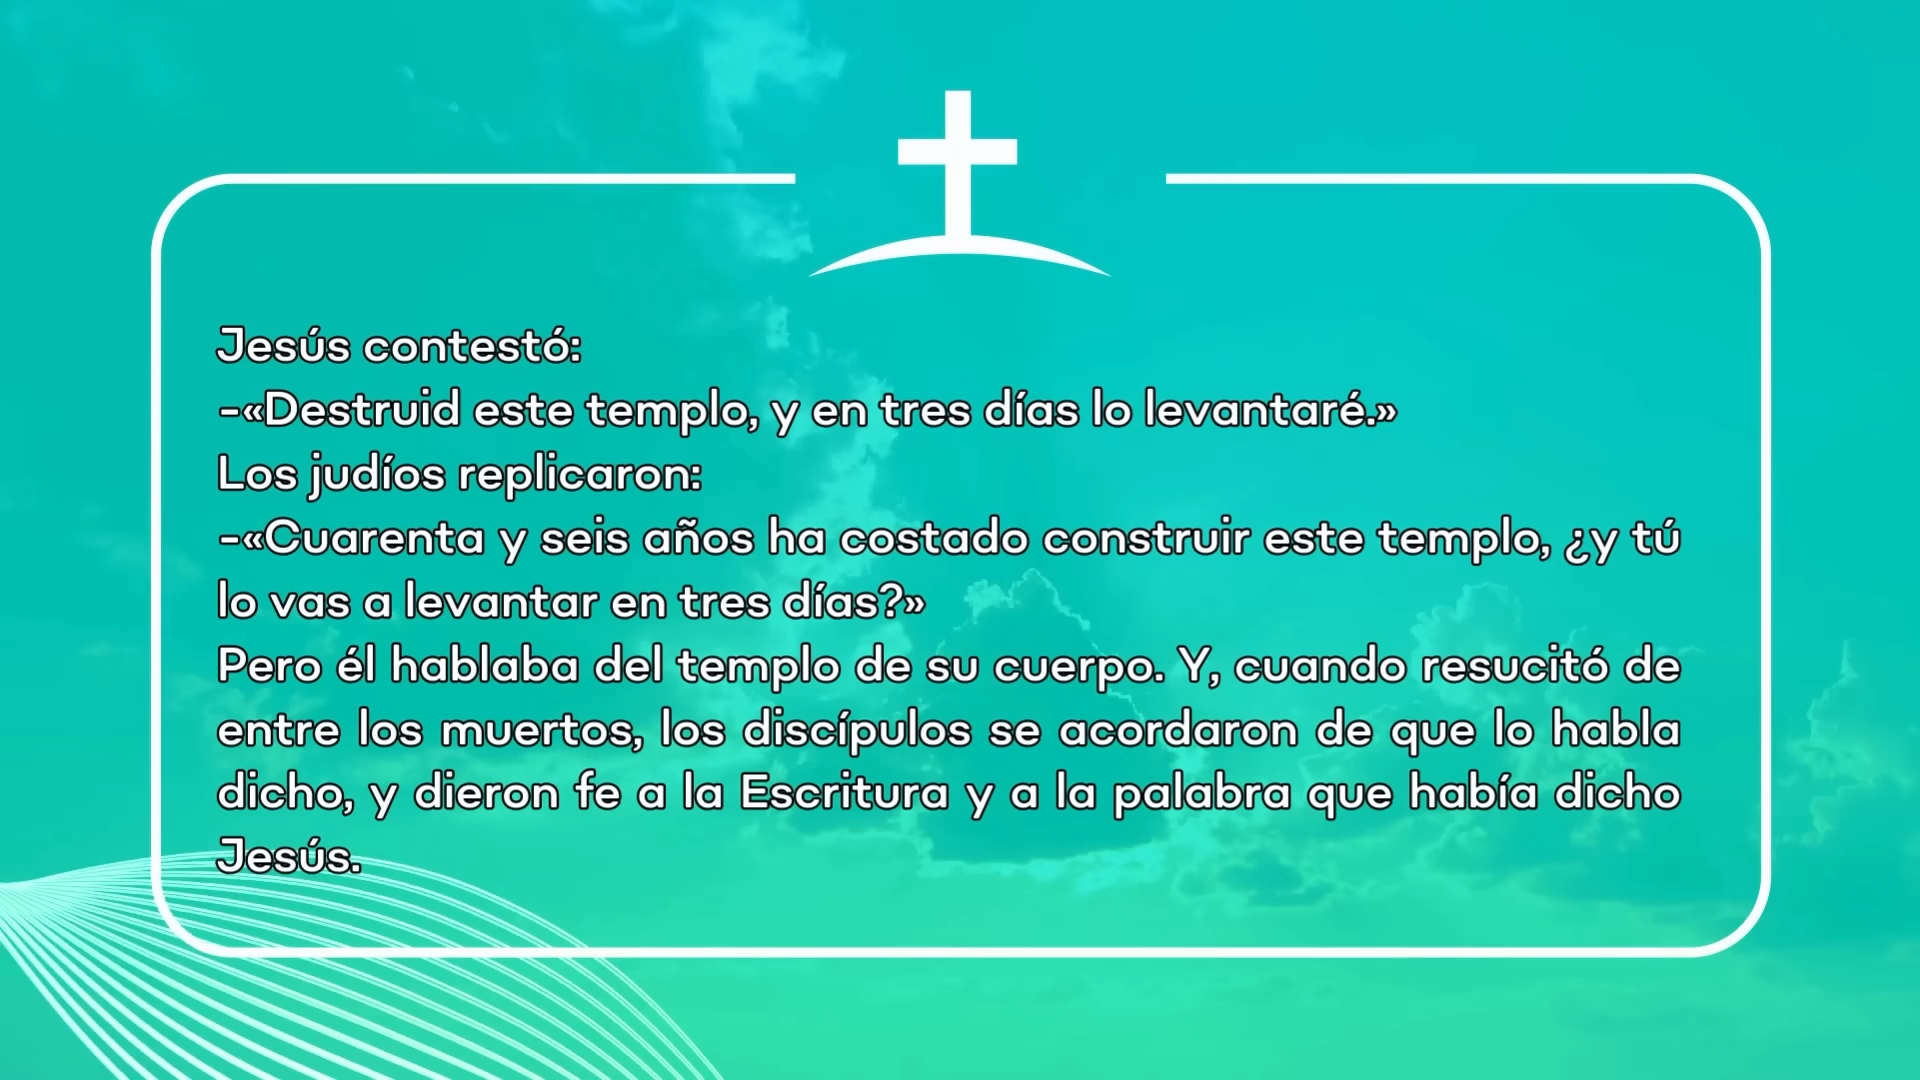 Jesús contestó:
-«Destruid este templo, y en tres días lo levantaré.»
Los judíos replicaron:
-«Cuarenta y seis años ha costado construir este templo, ¿y tú
lo vas a levantar en tres días?»
Pero él hablaba del templo de su cuerpo. Y, cuando resucitó de
entre los muertos, los discípulos se acordaron de que lo habla
dicho, y dieron fe a la Escritura y a la palabra que había dicho
Jesús.